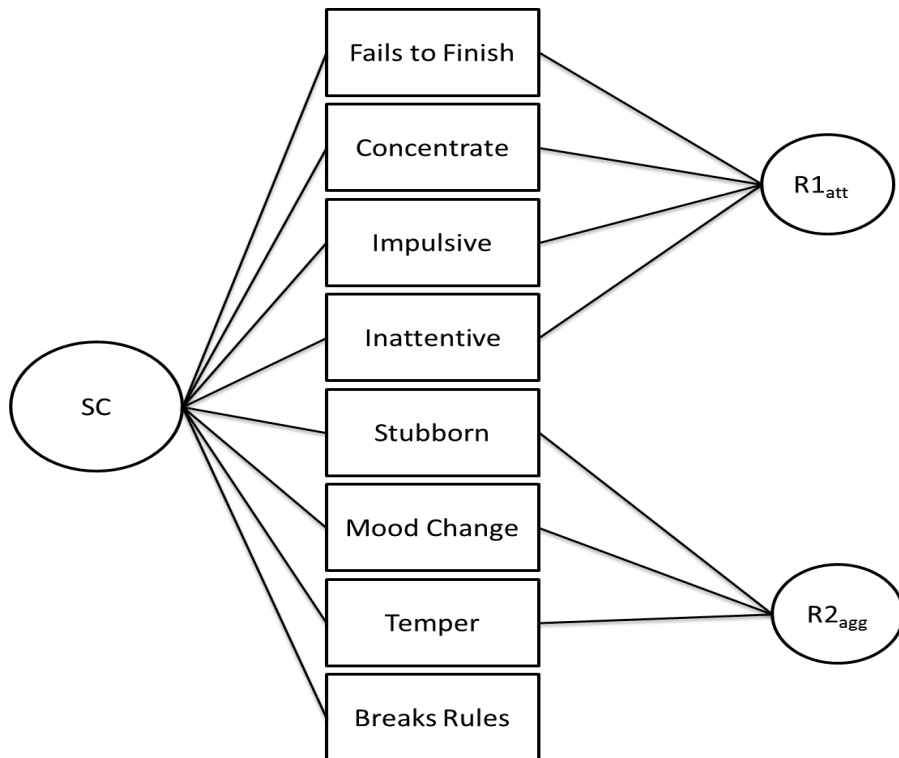 Fails to Finish
Concentrate
Impulsive
Inattentive
Stubborn
Mood Change
Temper
Breaks Rules
SC
R1att
R2agg